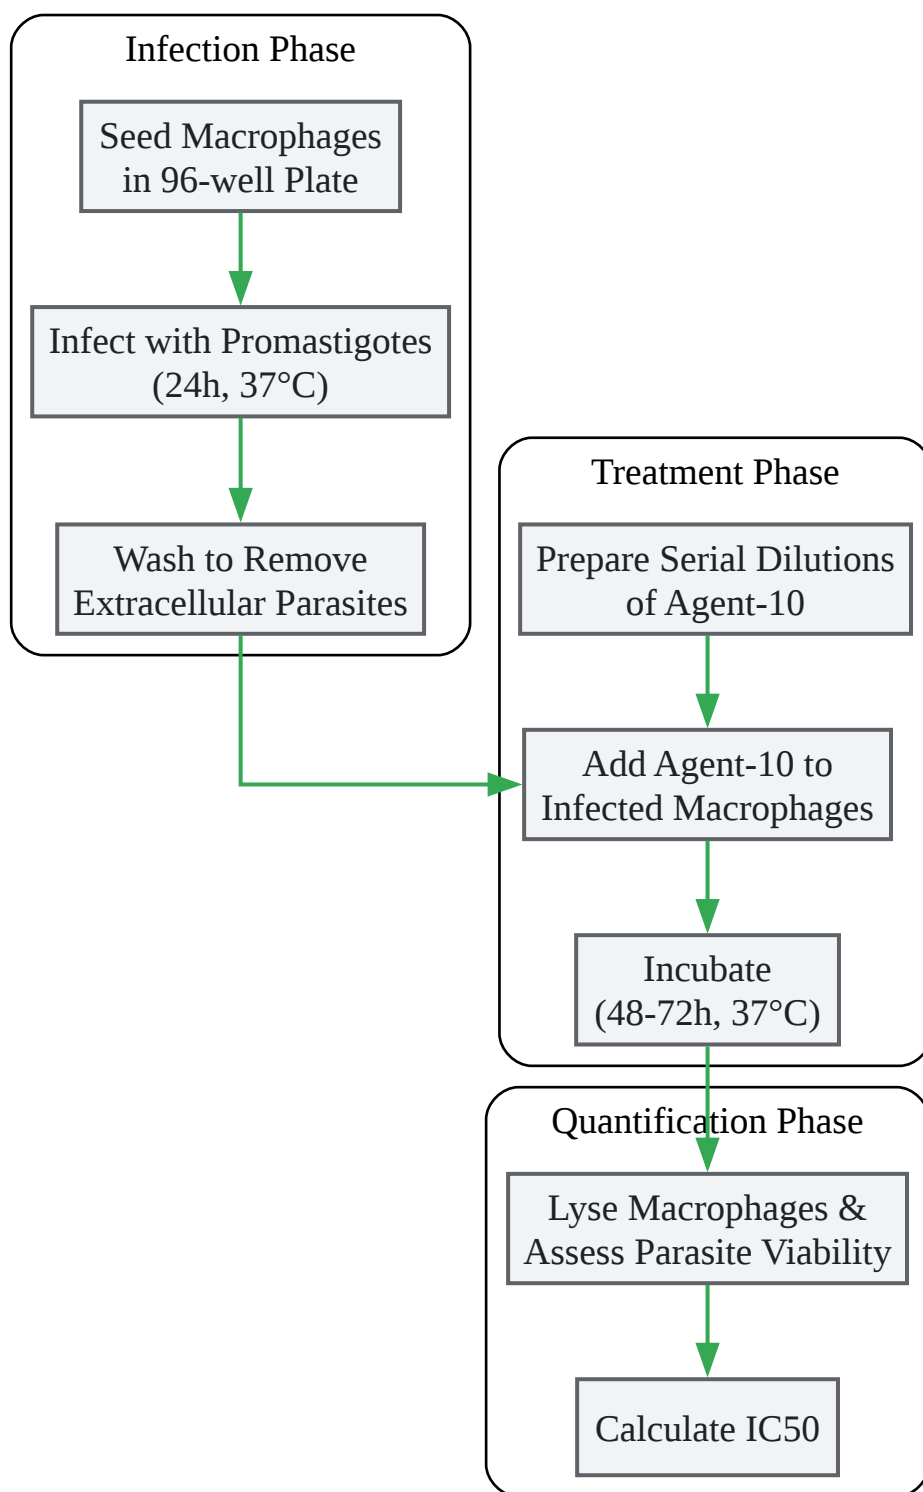 Infection Phase
Seed Macrophages
in 96-well Plate
Infect with Promastigotes
(24h, 37°C)
Wash to Remove
Extracellular Parasites
Treatment Phase
Prepare Serial Dilutions
of Agent-10
Add Agent-10 to
Infected Macrophages
Incubate
(48-72h, 37°C)
Quantification Phase
Lyse Macrophages &
Assess Parasite Viability
Calculate IC50